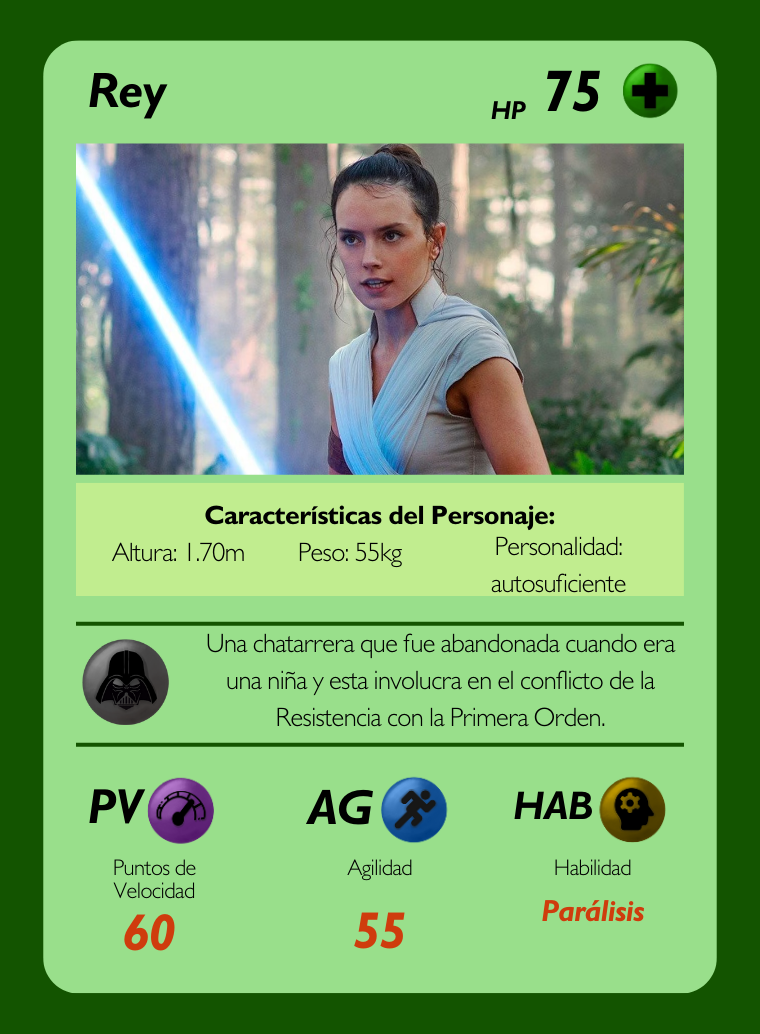 Rey
HP 75
Características del Personaje:
Altura: 1.70m Peso: 55kg Personalidad:
autosuficiente
Una chatarrera que fue abandonada cuando era
una niña y esta involucra en el conflicto de la
Resistencia con la Primera Orden.
PV AG HAB
Puntos de
Velocidad
Agilidad
Habilidad
60
55
Parálisis